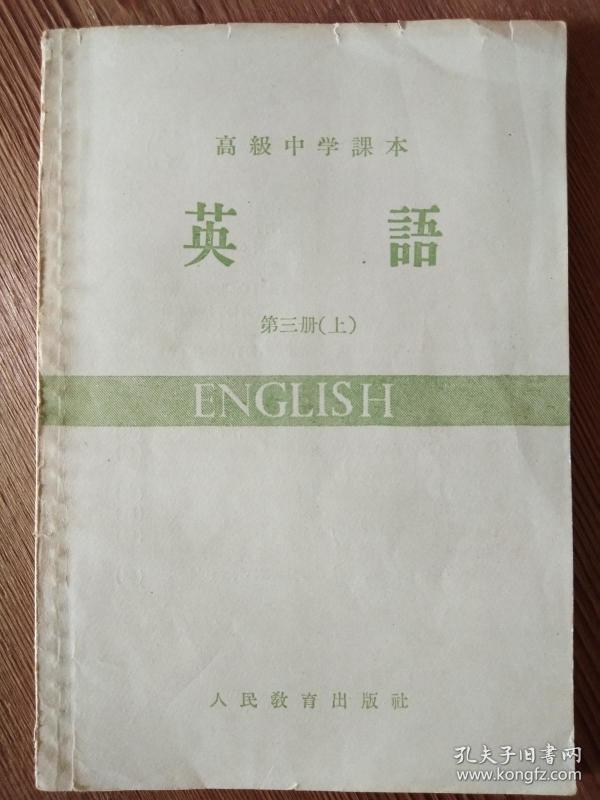 高級中学課本
英語
第三册(上)
ENGLISH
人民敎育出版社
孔夫子旧书网
www.kongfz.com